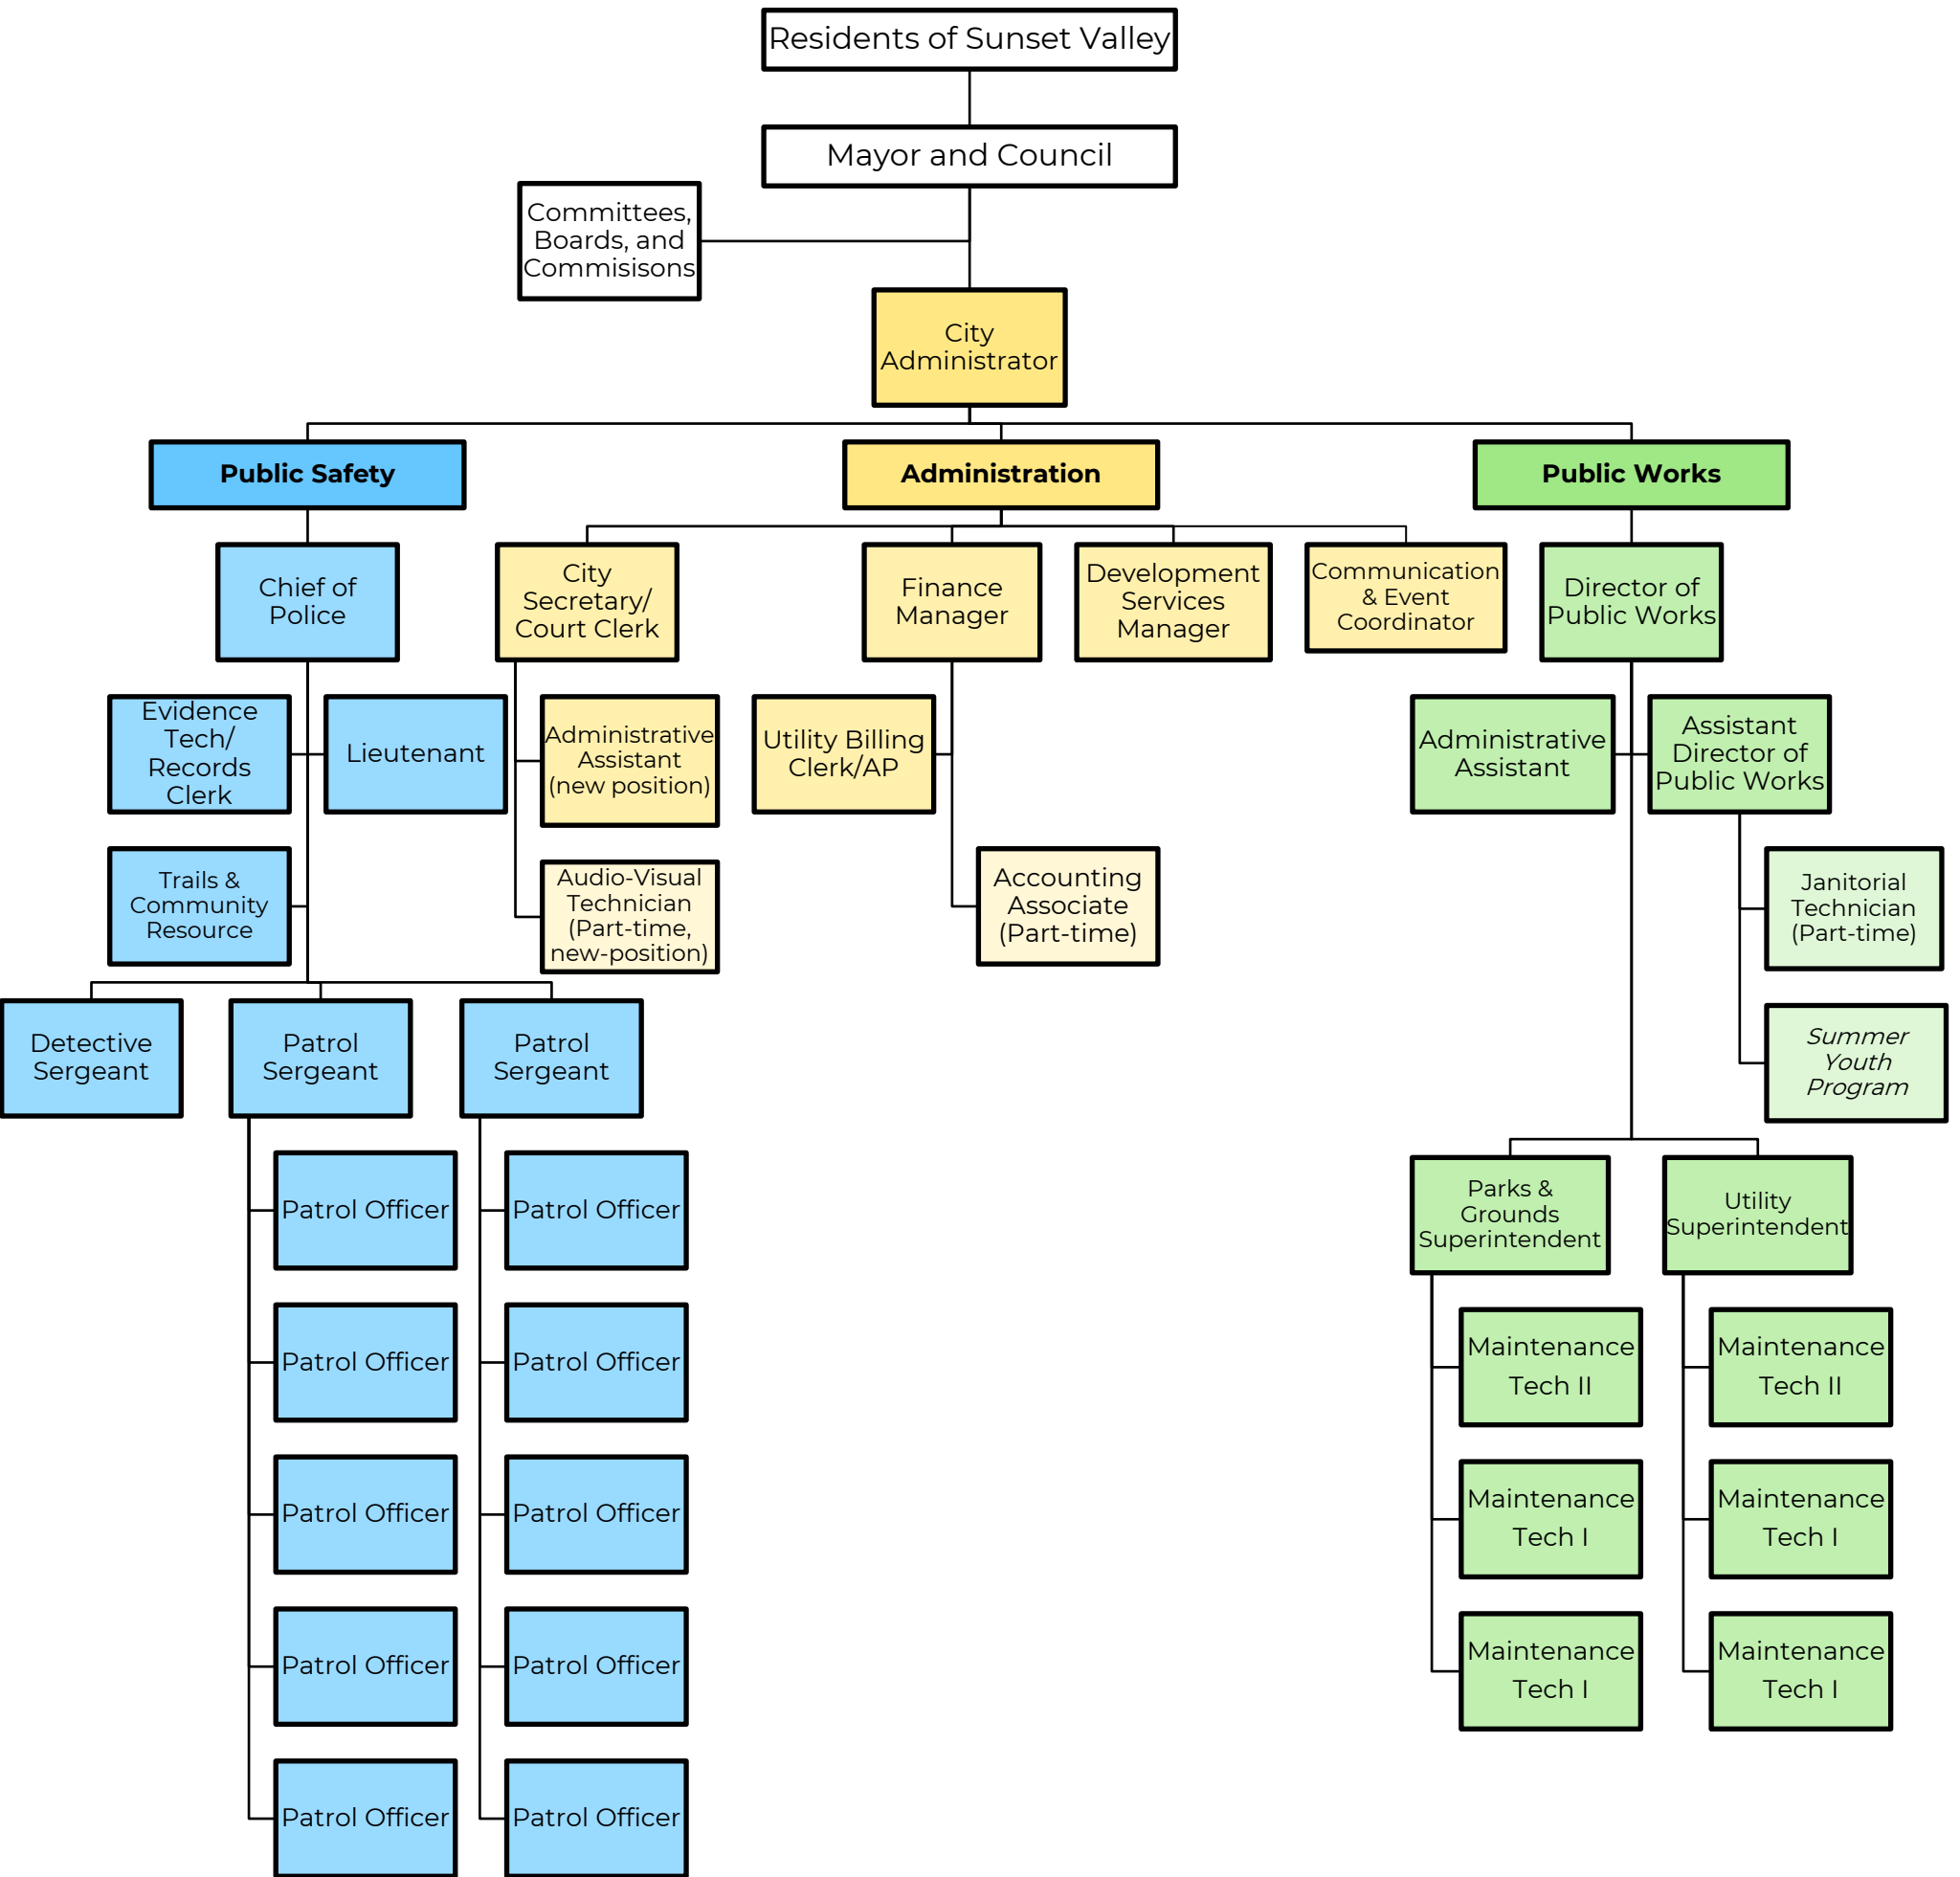 Residents of Sunset Valley
Mayor and Council
Committees,
Boards, and
Commisisons
City
Administrator
Public Safety
Administration
Public Works
Chief of
Police
City
Secretary/
Court Clerk
Finance
Manager
Development
Services
Manager
Communication
& Event
Coordinator
Director of
Public Works
Evidence
Tech/
Records
Clerk
Lieutenant
Administrative
Assistant
(new position)
Utility Billing
Clerk/AP
Administrative
Assistant
Assistant
Director of
Public Works
Trails &
Community
Resource
Audio-Visual
Technician
(Part-time,
new-position)
Accounting
Associate
(Part-time)
Janitorial
Technician
(Part-time)
Detective
Sergeant
Patrol
Sergeant
Patrol
Sergeant
Summer
Youth
Program
Patrol Officer
Patrol Officer
Parks &
Grounds
Superintendent
Utility
Superintendent
Patrol Officer
Patrol Officer
Maintenance
Tech II
Maintenance
Tech II
Patrol Officer
Patrol Officer
Maintenance
Tech I
Maintenance
Tech I
Patrol Officer
Patrol Officer
Maintenance
Tech I
Maintenance
Tech I
Patrol Officer
Patrol Officer